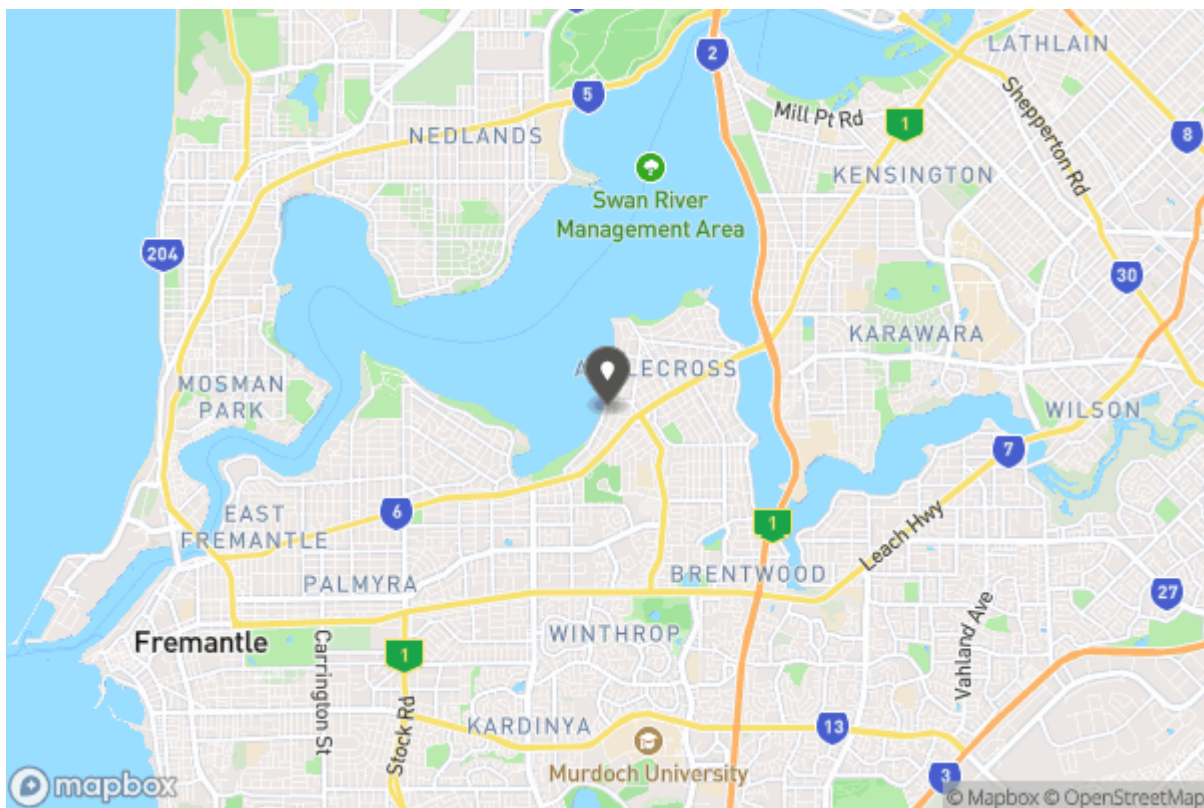 LATHLAIN
2
5
Mill Pt Rd
1
Shepperton Rd
8
NEDLANDS
KENSINGTON
Swan River
Management Area
204
30
KARAWARA
MOSMAN
PARK
WILSON
7
6
EAST
FREMANTLE
1
Leach Hwy
PALMYRA
BRENTWOOD
27
Fremantle
Carrington St
1
WINTHROP
Vahland Ave
Stock Rd
KARDINYA
13
Murdoch University
3
mapbox
© Mapbox © OpenStreetMap